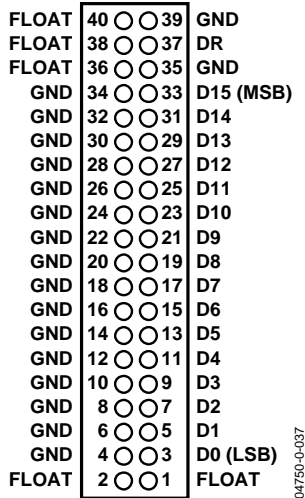 FLOAT 40 39 GND
FLOAT 38 37 DR
FLOAT 36 35 GND
GND 34 33 D15 (MSB)
GND 32 31 D14
GND 30 29 D13
GND 28 27 D12
GND 26 25 D11
GND 24 23 D10
GND 22 21 D9
GND 20 19 D8
GND 18 17 D7
GND 16 15 D6
GND 14 13 D5
GND 12 11 D4
GND 10 9 D3
GND 8 7 D2
GND 6 5 D1
GND 4 3 D0 (LSB)
FLOAT 2 1 FLOAT
04750-0-037